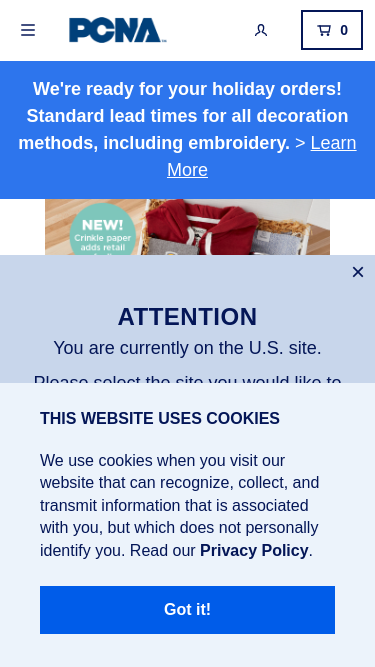 PCNA
0
We're ready for your holiday orders!
Standard lead times for all decoration
methods, including embroidery. > Learn
More
NEW!
Crinkle paper
adds retail
ATTENTION
You are currently on the U.S. site.
Please select the site you would like to
THIS WEBSITE USES COOKIES
We use cookies when you visit our
website that can recognize, collect, and
transmit information that is associated
with you, but which does not personally
identify you. Read our Privacy Policy.
Got it!